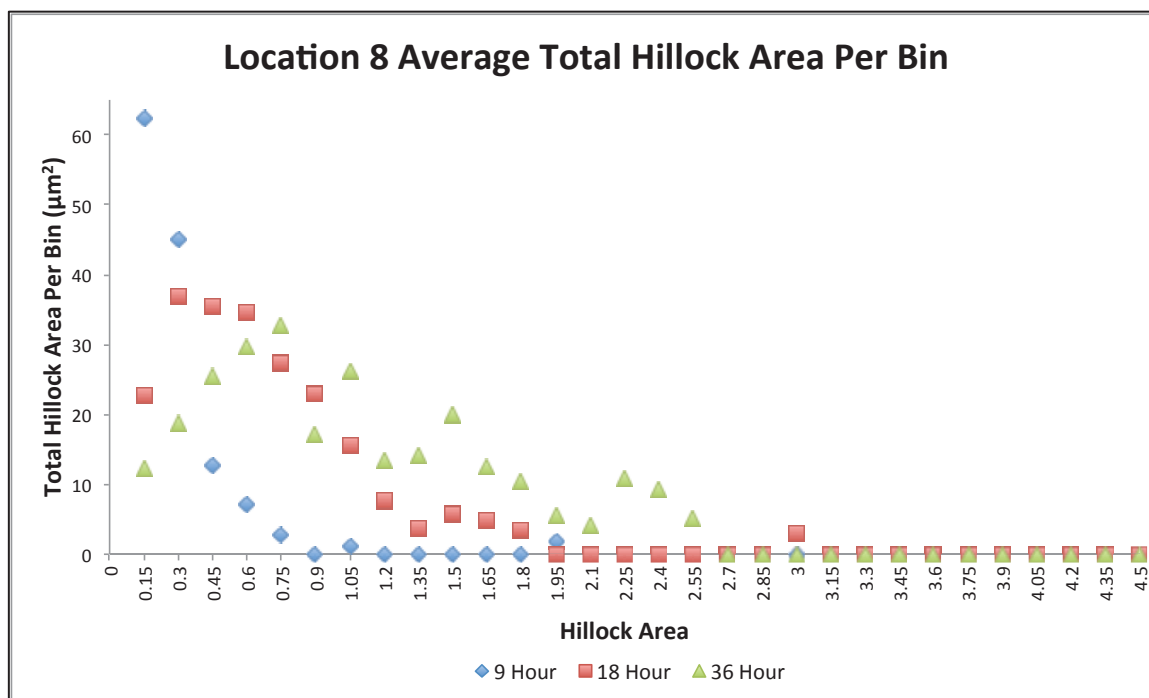 Location 8 Average Total Hillock Area Per Bin
Total Hillock Area Per Bin (µm²)
60
50
40
30
20
10
0
0 0.15 0.3 0.45 0.6 0.75 0.9 1.05 1.2 1.35 1.5 1.65 1.8 1.95 2.1 2.25 2.4 2.55 2.7 2.85 3 3.15 3.3 3.45 3.6 3.75 3.9 4.05 4.2 4.35 4.5
Hillock Area
9 Hour 18 Hour 36 Hour